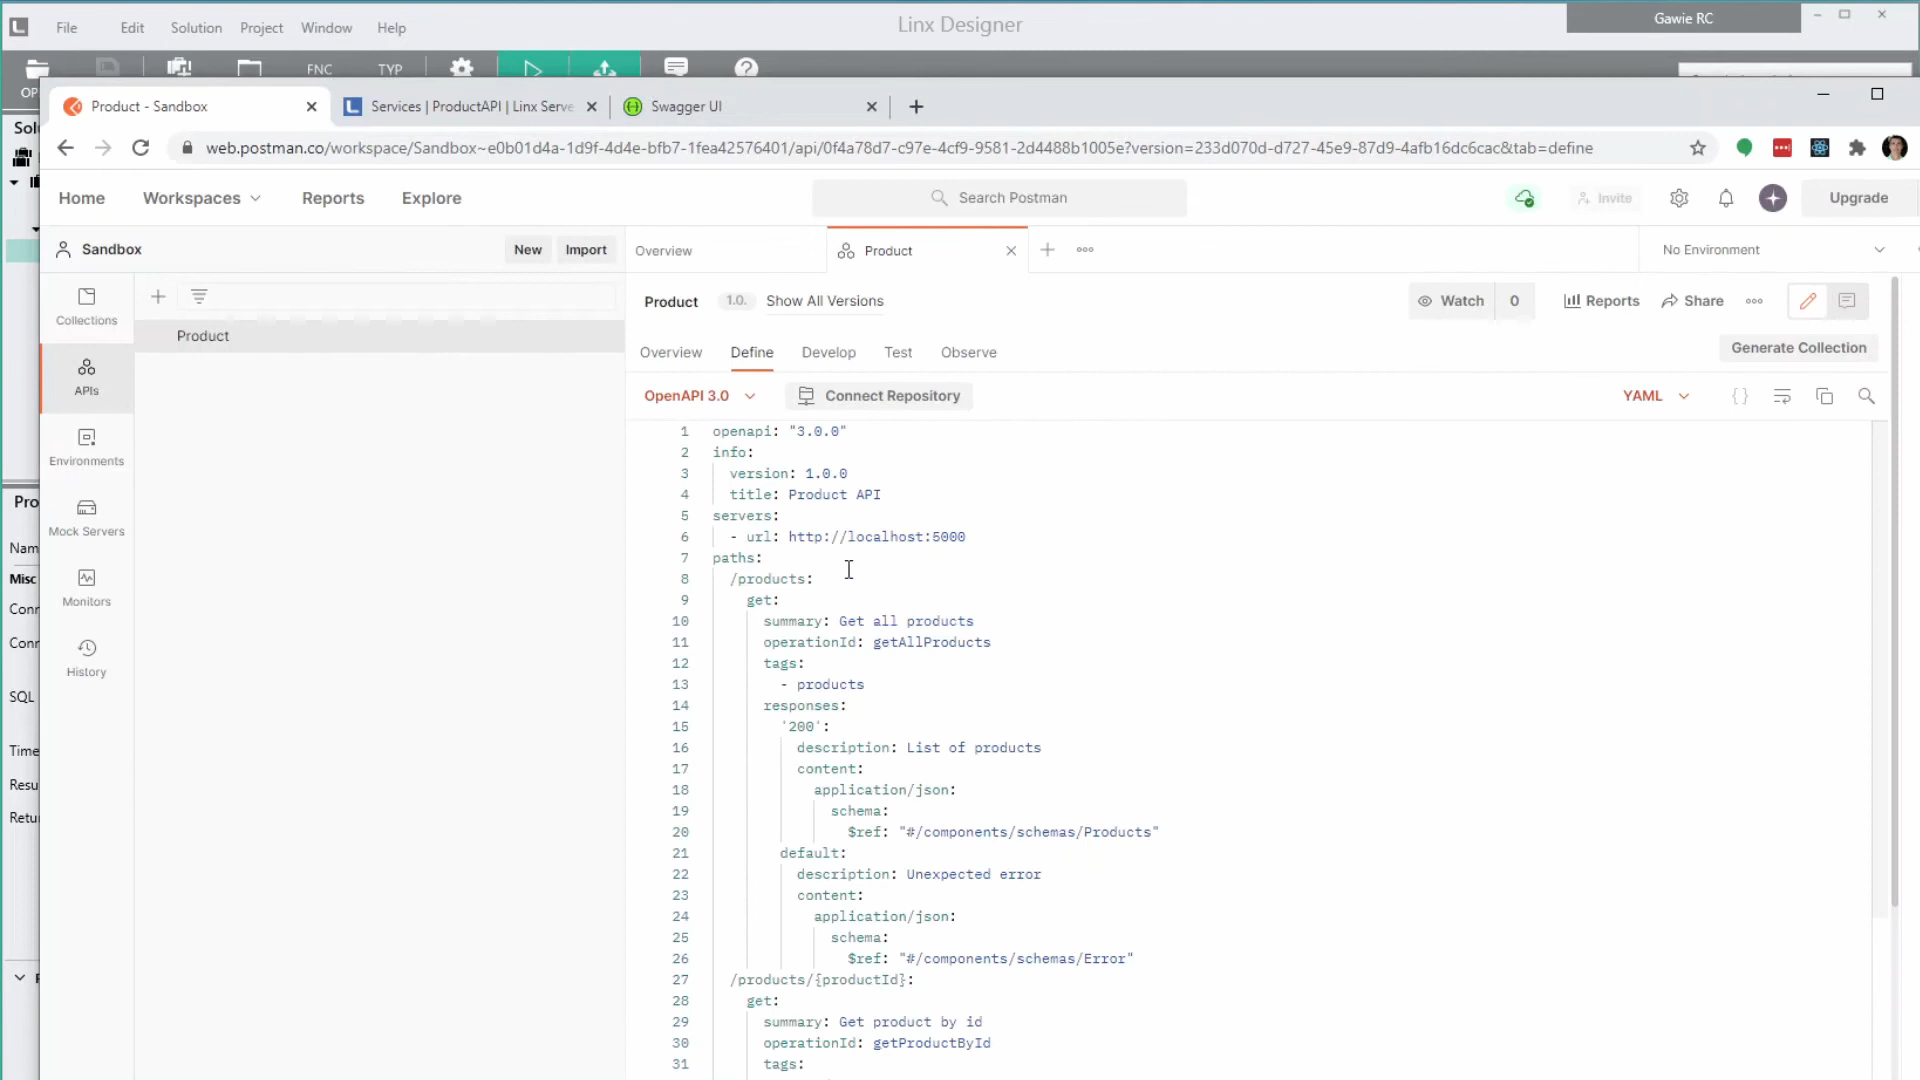 L
File Edit Solution Project Window Help
Linx Designer
Gawie RC
FNC TYP
Product - Sandbox
L Services | ProductAPI | Linx Serve
Swagger UI
web.postman.co/workspace/Sandbox~e0b01d4a-1d9f-4d4e-bfb7-1fea42576401/api/0f4a78d7-c97e-4cf9-9581-2d4488b1005e?version=233d070d-d727-45e9-87d9-4afb16dc6cac&tab=define
Home Workspaces Reports Explore
Search Postman
Invite
Upgrade
Sandbox
New Import
Overview
Product
No Environment
Collections
APIs
Environments
Mock Servers
Monitors
History
Product
Product 1.0. Show All Versions
Watch 0 Reports Share
Overview Define Develop Test Observe
Generate Collection
OpenAPI 3.0 Connect Repository
YAML
1 openapi: "3.0.0"
2 info:
3 version: 1.0.0
4 title: Product API
5 servers:
6 - url: http://localhost:5000
7 paths:
8 /products:
9 get:
10 summary: Get all products
11 operationId: getAllProducts
12 tags:
13 - products
14 responses:
15 '200':
16 description: List of products
17 content:
18 application/json:
19 schema:
20 $ref: "#/components/schemas/Products"
21 default:
22 description: Unexpected error
23 content:
24 application/json:
25 schema:
26 $ref: "#/components/schemas/Error"
27 /products/{productId}:
28 get:
29 summary: Get product by id
30 operationId: getProductById
31 tags:
OP
Solu
Pro
Nam
Misc
Conn
Conn
SQL
Time
Resu
Retu